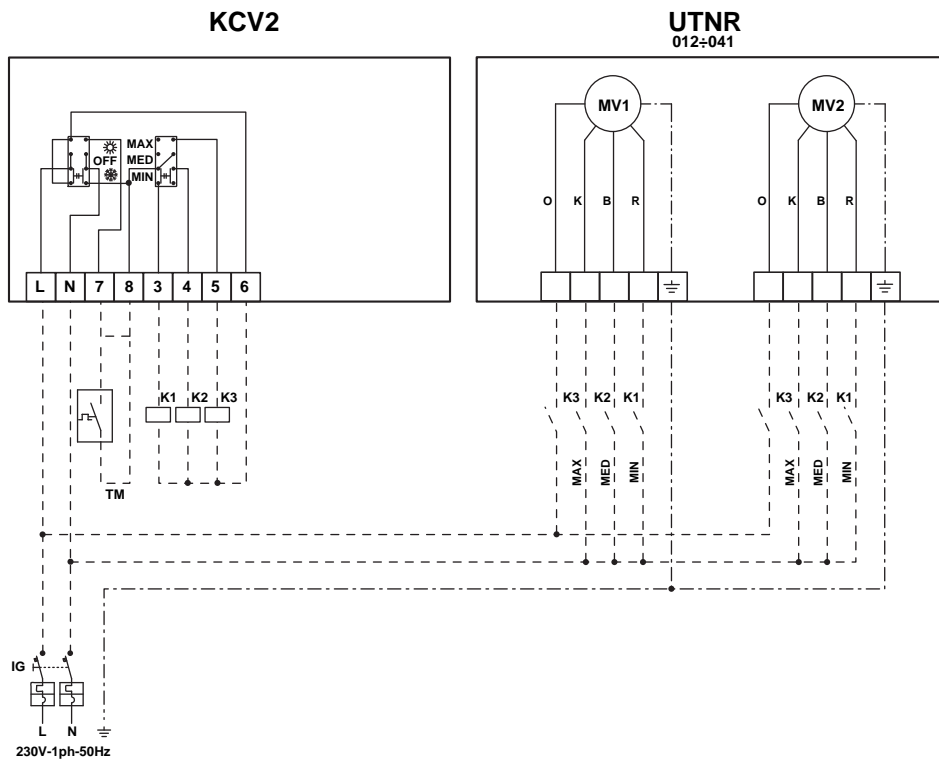 KCV2
UTNR
012÷041
MAX
OFF MED
MIN
L N 7 8 3 4 5 6
K1 K2 K3
TM
MV1
O K B R
K3 K2 K1
MAX MED MIN
MV2
O K B R
K3 K2 K1
MAX MED MIN
IG
L N
230V-1ph-50Hz